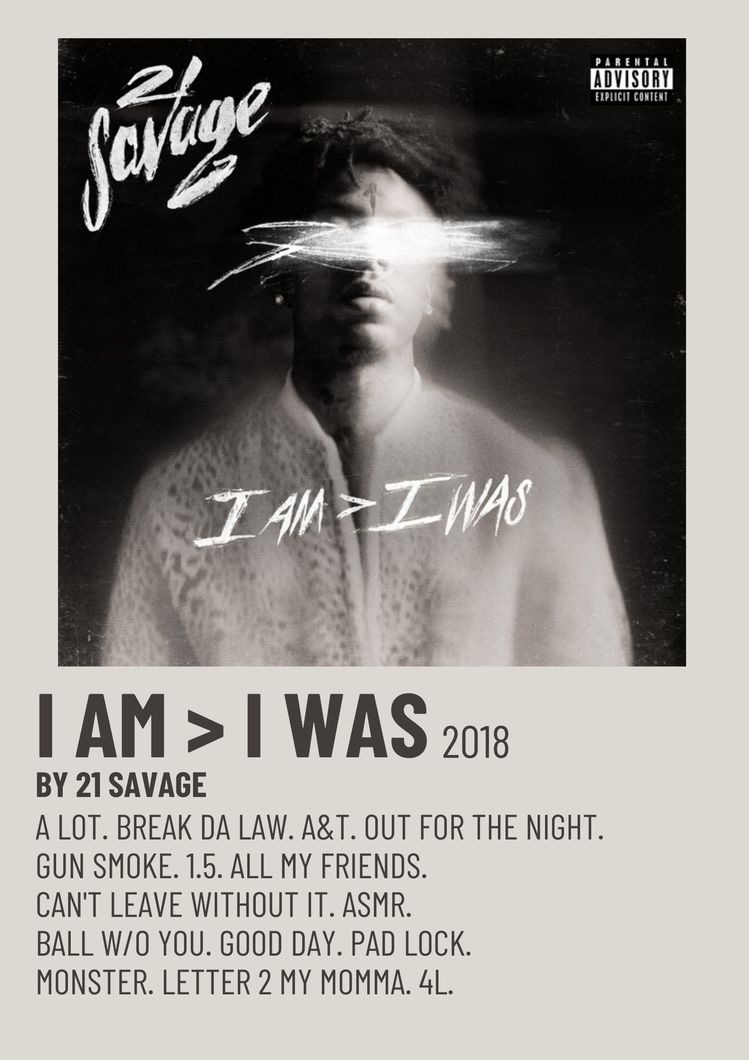 21
Savage
PARENTAL
ADVISORY
EXPLICIT CONTENT
I AM > I WAS
I AM > I WAS 2018
BY 21 SAVAGE
A LOT. BREAK DA LAW. A&T. OUT FOR THE NIGHT.
GUN SMOKE. 1.5. ALL MY FRIENDS.
CAN'T LEAVE WITHOUT IT. ASMR.
BALL W/O YOU. GOOD DAY. PAD LOCK.
MONSTER. LETTER 2 MY MOMMA. 4L.